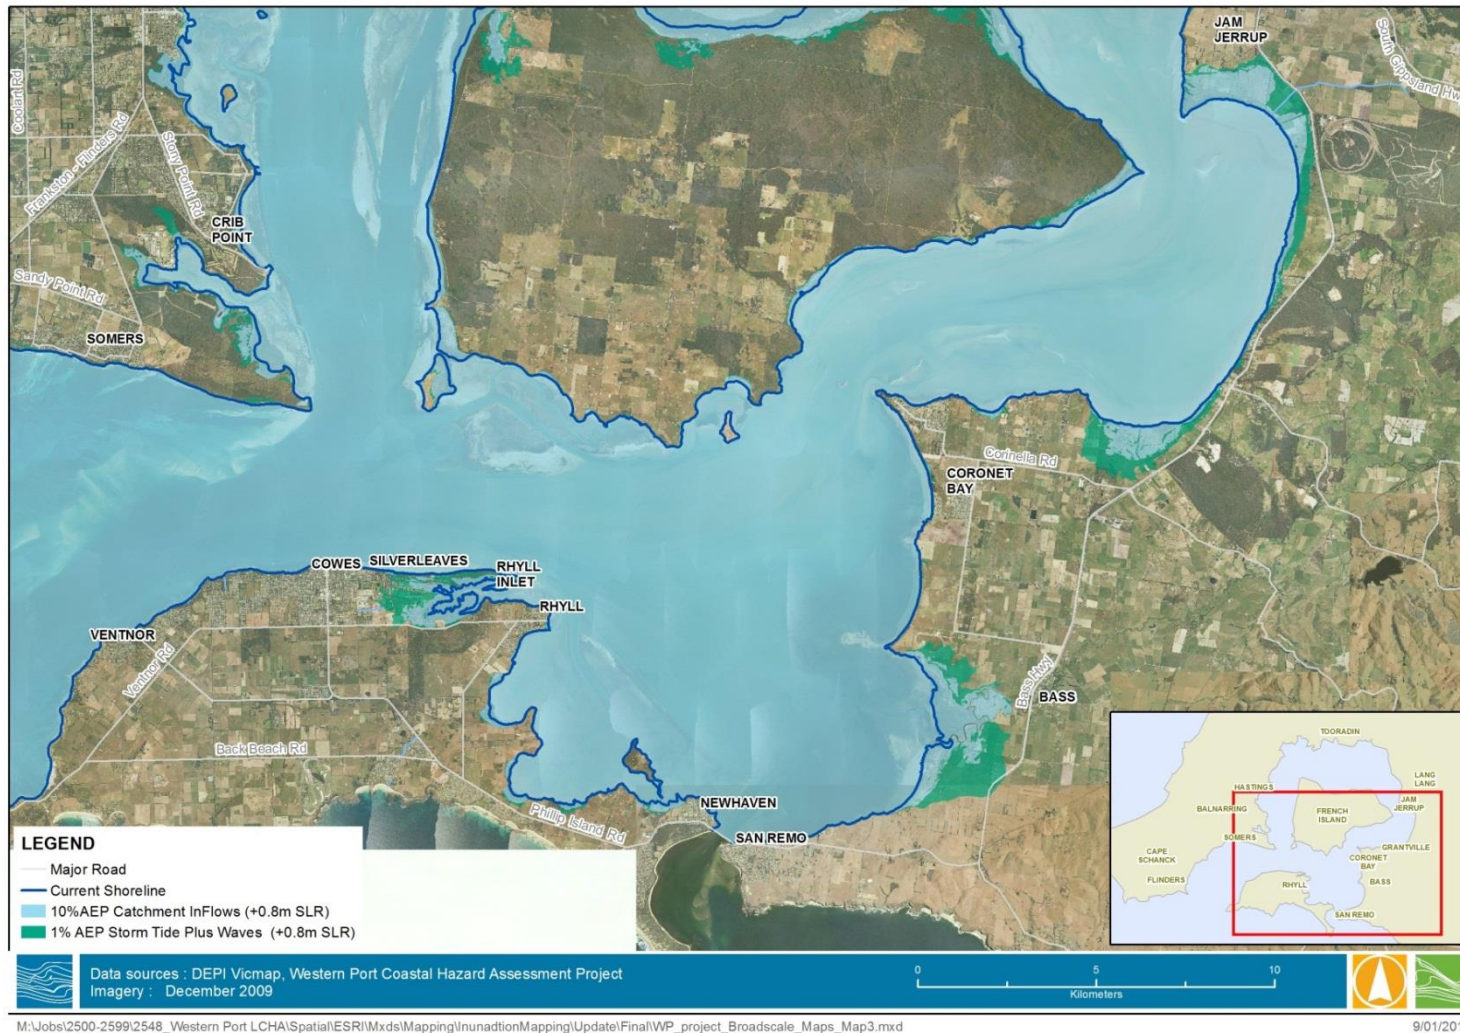 JAM
JERRUP
South Gippsland Hwy
Coolart Rd
Frankston - Flinders Rd
Stony Point Rd
CRIB
POINT
Sandy Point Rd
SOMERS
Corinella Rd
CORONET
BAY
COWES
SILVERLEAVES
RHYLL
INLET
RHYLL
VENTNOR
Ventnor Rd
Bass Hwy
BASS
Back Beach Rd
Phillip Island Rd
NEWHAVEN
SAN REMO
TOORADIN
LANG
LANG
HASTINGS
BALNARRING
JAM
JERRUP
FRENCH
ISLAND
SOMERS
GRANTVILLE
CAPE
SCHANCK
CORONET
BAY
FLINDERS
RHYLL
BASS
SAN REMO
LEGEND
Major Road
Current Shoreline
10%AEP Catchment InFlows (+0.8m SLR)
1% AEP Storm Tide Plus Waves (+0.8m SLR)
Data sources : DEPI Vicmap, Western Port Coastal Hazard Assessment Project
Imagery : December 2009
0 5 10
Kilometers
M:\Jobs\2500-2599\2548_Western Port LCHA\Spatial\ESRI\Mxds\Mapping\InunadtionMapping\Update\Final\WP_project_Broadscale_Maps_Map3.mxd
9/01/201